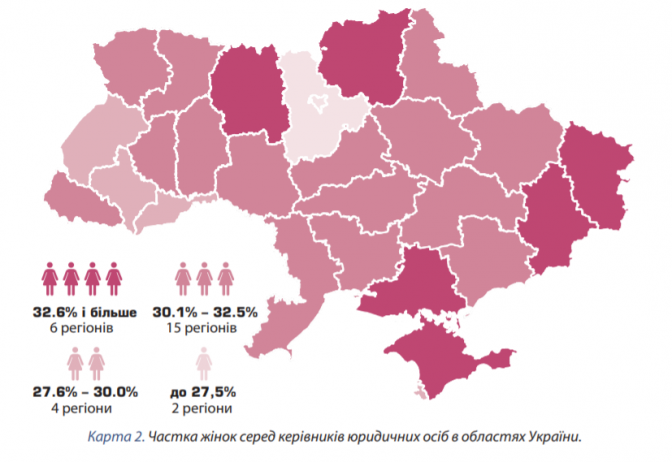 32.6% і більше
6 регіонів
30.1% – 32.5%
15 регіонів
27.6% – 30.0%
4 регіони
до 27,5%
2 регіони
Карта 2. Частка жінок серед керівників юридичних осіб в областях України.